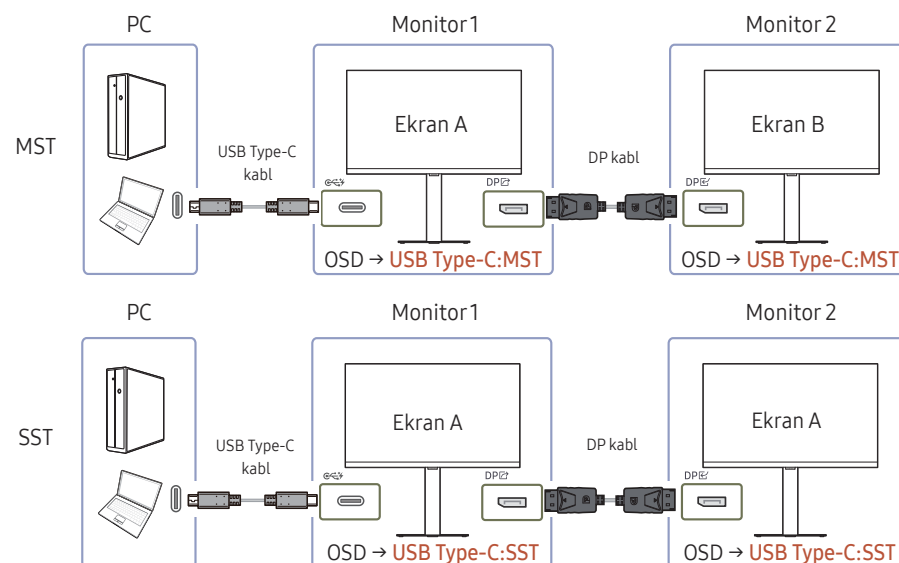 PC
Monitor 1
Monitor 2
MST
USB Type-C
kabl
Ekran A
DP kabl
Ekran B
DP
DP
OSD → USB Type-C:MST
OSD → USB Type-C:MST
PC
Monitor 1
Monitor 2
SST
USB Type-C
kabl
Ekran A
DP kabl
Ekran A
DP
DP
OSD → USB Type-C:SST
OSD → USB Type-C:SST